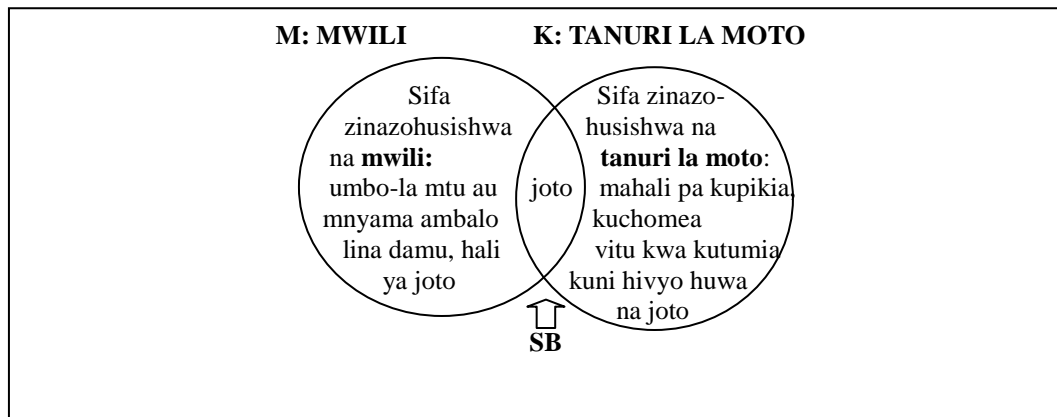 M: MWILI K: TANURI LA MOTO
Sifa
zinazohusishwa
na mwili:
umbo-la mtu au
mnyama ambalo
lina damu, hali
ya joto
joto
Sifa zinazo-
husishwa na
tanuri la moto:
mahali pa kupikia,
kuchomea
vitu kwa kutumia
kuni hivyo huwa
na joto
SB